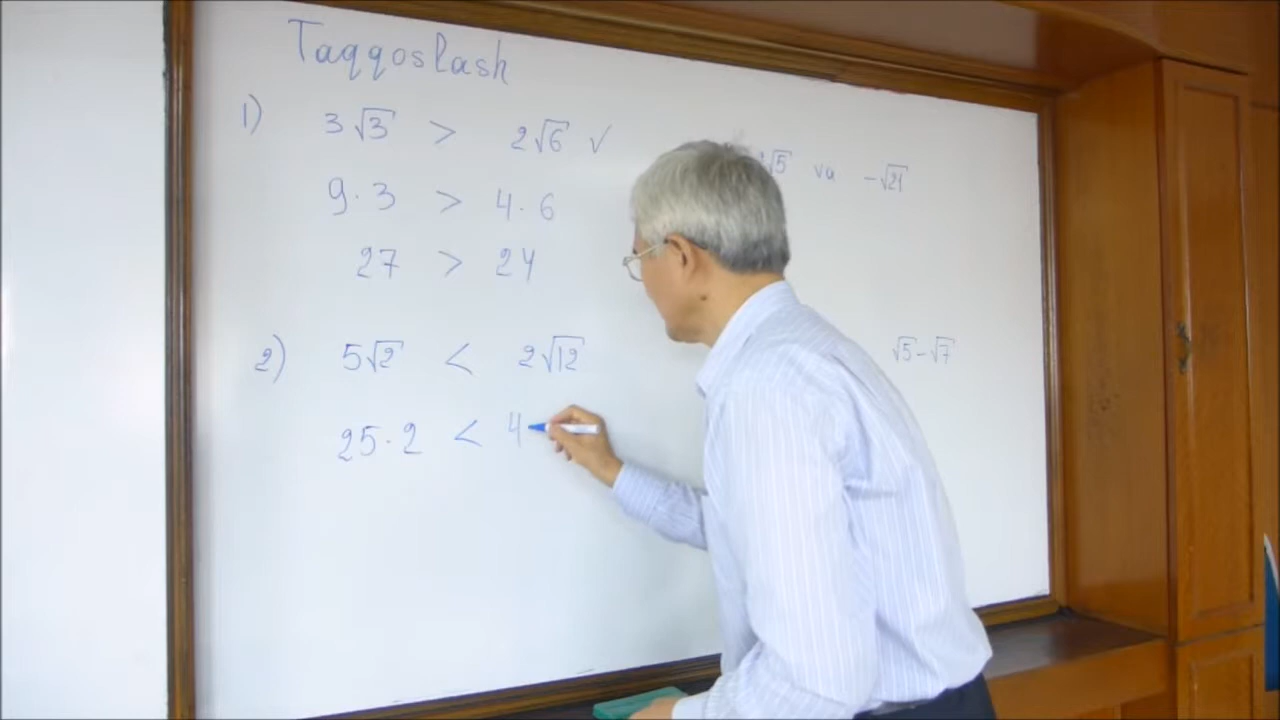 Taqqoslash
1) 3√3 > 2√6 ✓
9·3 > 4·6
27 > 24
2) 5√2 < 2√12
25·2 < 4
√5 va -√21
√5-√7